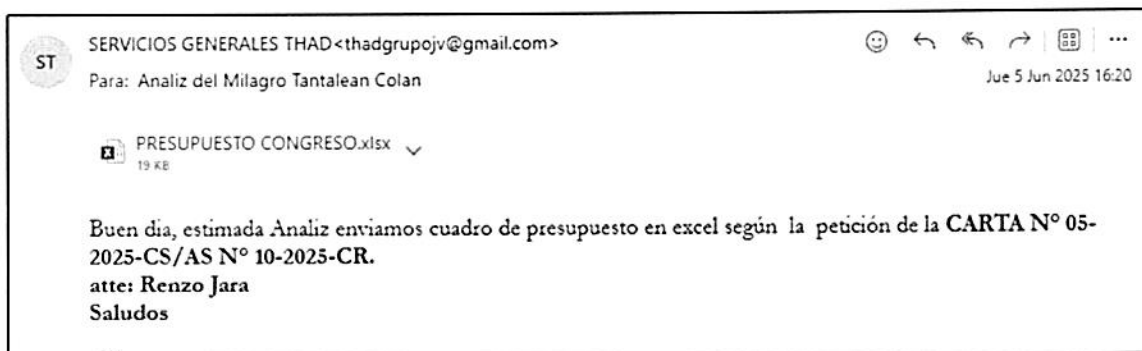 ST
SERVICIOS GENERALES THAD<thadgrupojv@gmail.com>
Para: Analiz del Milagro Tantalean Colan
Jue 5 Jun 2025 16:20
PRESUPUESTO CONGRESO.xlsx
19 KB
Buen dia, estimada Analiz enviamos cuadro de presupuesto en excel según la petición de la CARTA N° 05-
2025-CS/AS N° 10-2025-CR.
atte: Renzo Jara
Saludos